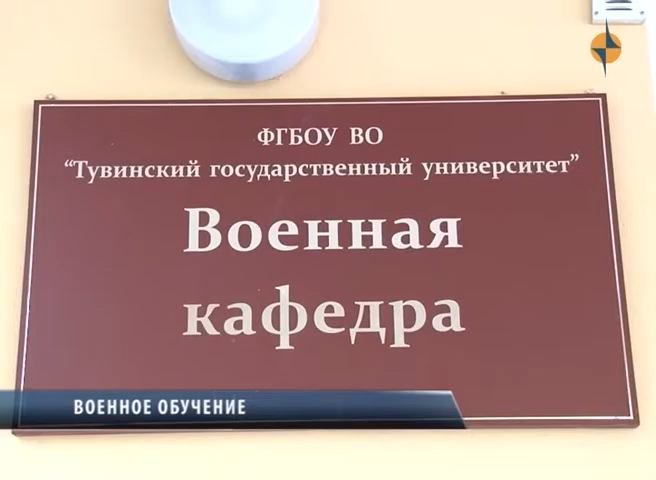 ФГБОУ ВО
“Тувинский государственный университет”
Военная
кафедра
ВОЕННОЕ ОБУЧЕНИЕ